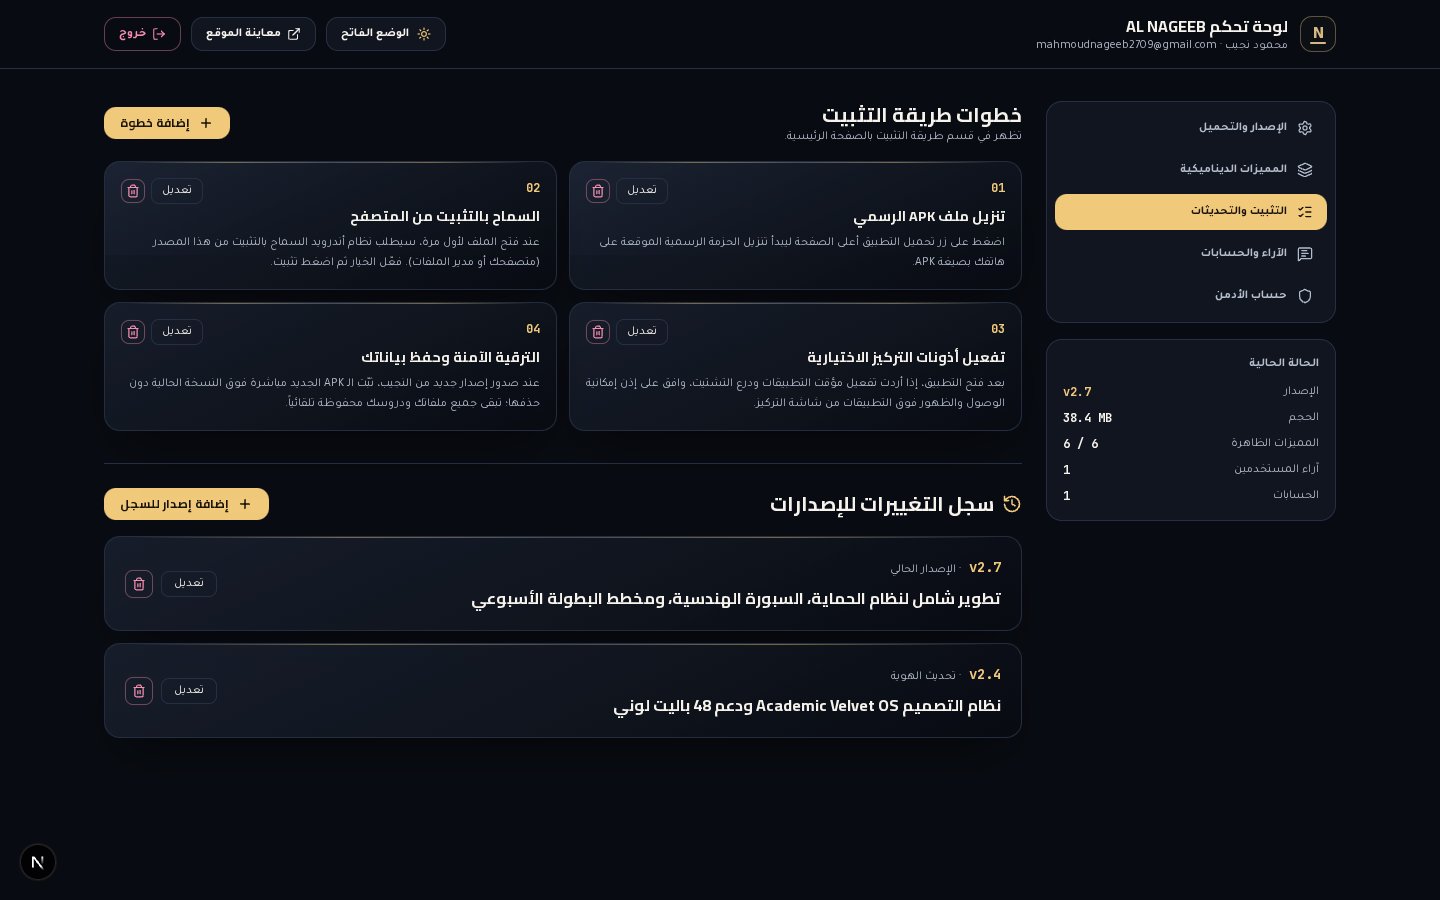 N
لوحة تحكم AL NAGEEB
محمود نجيب · mahmoudnageeb2709@gmail.com
الوضع الفاتح
معاينة الموقع
خروج
الإصدار والتحميل
المميزات الديناميكية
التثبيت والتحديثات
الآراء والحسابات
حساب الأدمن
الحالة الحالية
الإصدار v2.7
الحجم 38.4 MB
المميزات الظاهرة 6 / 6
آراء المستخدمين 1
الحسابات 1
خطوات طريقة التثبيت
تظهر في قسم طريقة التثبيت بالصفحة الرئيسية.
إضافة خطوة
01
تعديل
تنزيل ملف APK الرسمي
اضغط على زر تحميل التطبيق أعلى الصفحة ليبدأ تنزيل الحزمة الرسمية الموقعة على
هاتفك بصيغة APK.
02
تعديل
السماح بالتثبيت من المتصفح
عند فتح الملف لأول مرة، سيطلب نظام أندرويد السماح بالتثبيت من هذا المصدر
(متصفحك أو مدير الملفات). فعّل الخيار ثم اضغط تثبيت.
03
تعديل
تفعيل أذونات التركيز الاختيارية
بعد فتح التطبيق، إذا أردت تفعيل مؤقت التطبيقات ودرع التشتيت، وافق على إذن إمكانية
الوصول والظهور فوق التطبيقات من شاشة التركيز.
04
تعديل
الترقية الآمنة وحفظ بياناتك
عند صدور إصدار جديد من النجيب، ثبّت الـ APK الجديد مباشرة فوق النسخة الحالية دون
حذفها؛ تبقى جميع ملفاتك ودروسك محفوظة تلقائياً.
سجل التغييرات للإصدارات
إضافة إصدار للسجل
v2.7 · الإصدار الحالي
تطوير شامل لنظام الحماية، السبورة الهندسية، ومخطط البطولة الأسبوعي
تعديل
v2.4 · تحديث الهوية
نظام التصميم Academic Velvet OS ودعم 48 باليت لوني
تعديل
N